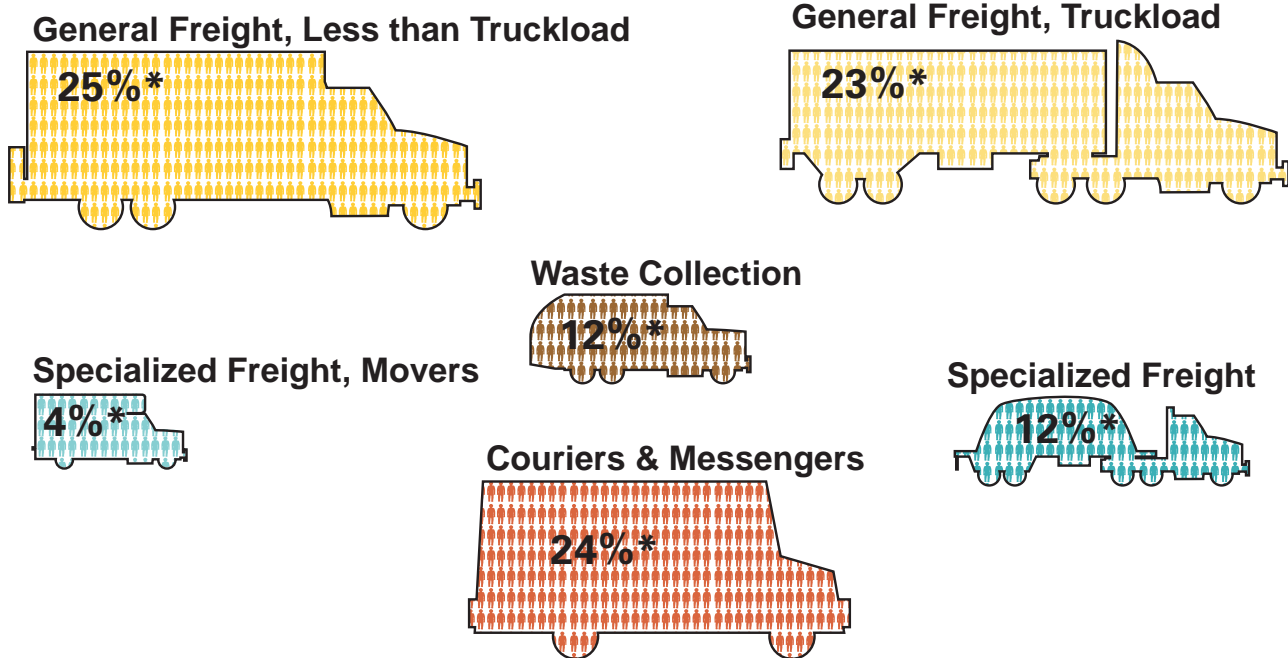 General Freight, Less than Truckload
25%*
General Freight, Truckload
23%*
Waste Collection
12%*
Specialized Freight, Movers
4%*
Specialized Freight
12%*
Couriers & Messengers
24%*